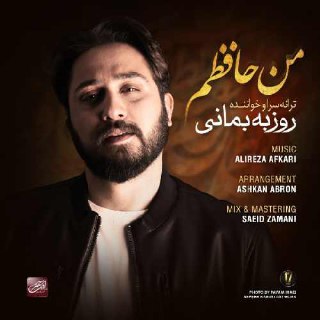 من حافظم
ترانه‌سرا و خواننده
روزبه بمانی
MUSIC
ALIREZA AFKARI
ARRANGEMENT
ASHKAN ABRON
MIX & MASTERING
SAEID ZAMANI